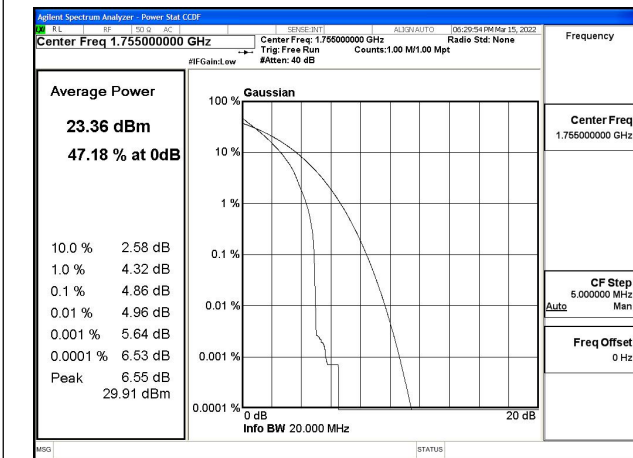 Agilent Spectrum Analyzer - Power Stat CCDF
RL RF 50 Ω AC SENSE:INT ALIGN AUTO 06:29:54 PM Mar 15, 2022
Center Freq 1.755000000 GHz
Center Freq: 1.755000000 GHz Radio Std: None
Trig: Free Run Counts:1.00 M/1.00 Mpt
#IFGain:Low #Atten: 40 dB
Frequency
Average Power
23.36 dBm
47.18 % at 0dB
10.0 % 2.58 dB
1.0 % 4.32 dB
0.1 % 4.86 dB
0.01 % 4.96 dB
0.001 % 5.64 dB
0.0001 % 6.53 dB
Peak 6.55 dB
29.91 dBm
Gaussian
100 %
10 %
1 %
0.1 %
0.01 %
0.001 %
0.0001 %
0 dB 20 dB
Info BW 20.000 MHz
Center Freq
1.755000000 GHz
CF Step
5.000000 MHz
Auto Man
Freq Offset
0 Hz
MSG STATUS